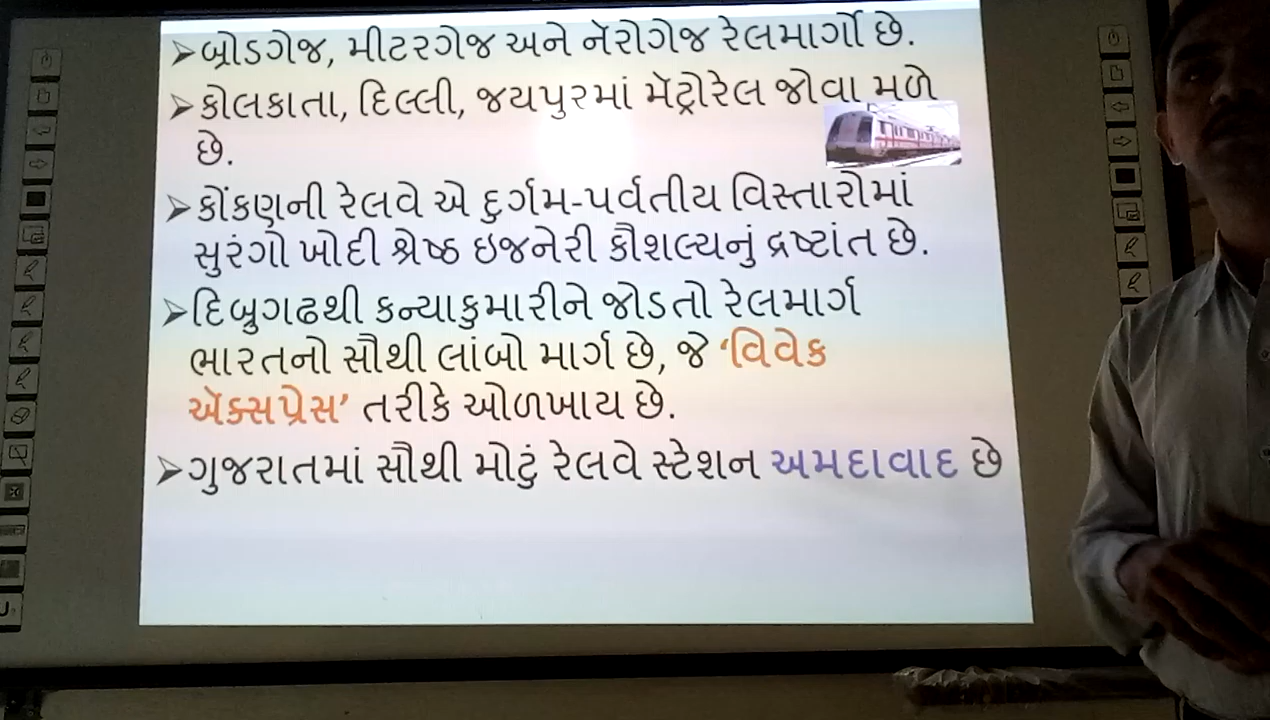 ➢બ્રોડગેજ, મીટરગેજ અને નૅરોગેજ રેલમાર્ગો છે.
➢કોલકાતા, દિલ્લી, જયપુરમાં મૅટ્રોરેલ જોવા મળે
છે.
➢કોંકણની રેલવે એ દુર્ગમ-પર્વતીય વિસ્તારોમાં
સુરંગો ખોદી શ્રેષ્ઠ ઇજનેરી કૌશલ્યનું દ્રષ્ટાંત છે.
➢દિબ્રુગઢથી કન્યાકુમારીને જોડતો રેલમાર્ગ
ભારતનો સૌથી લાંબો માર્ગ છે, જે ‘વિવેક
ઍક્સપ્રેસ’ તરીકે ઓળખાય છે.
➢ગુજરાતમાં સૌથી મોટું રેલવે સ્ટેશન અમદાવાદ છે